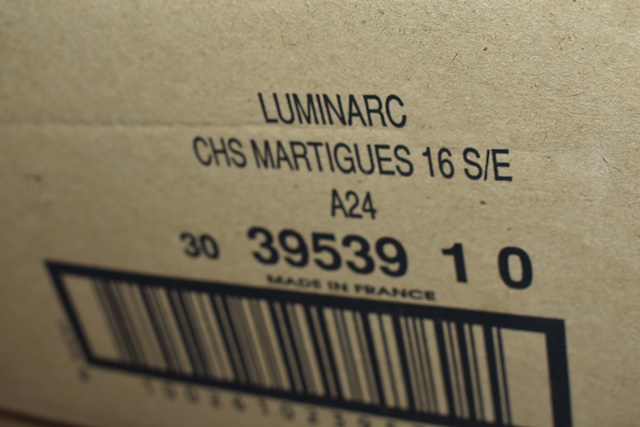 LUMINARC
CHS MARTIGUES 16 S/E
A24
30 39539 1 0
MADE IN FRANCE